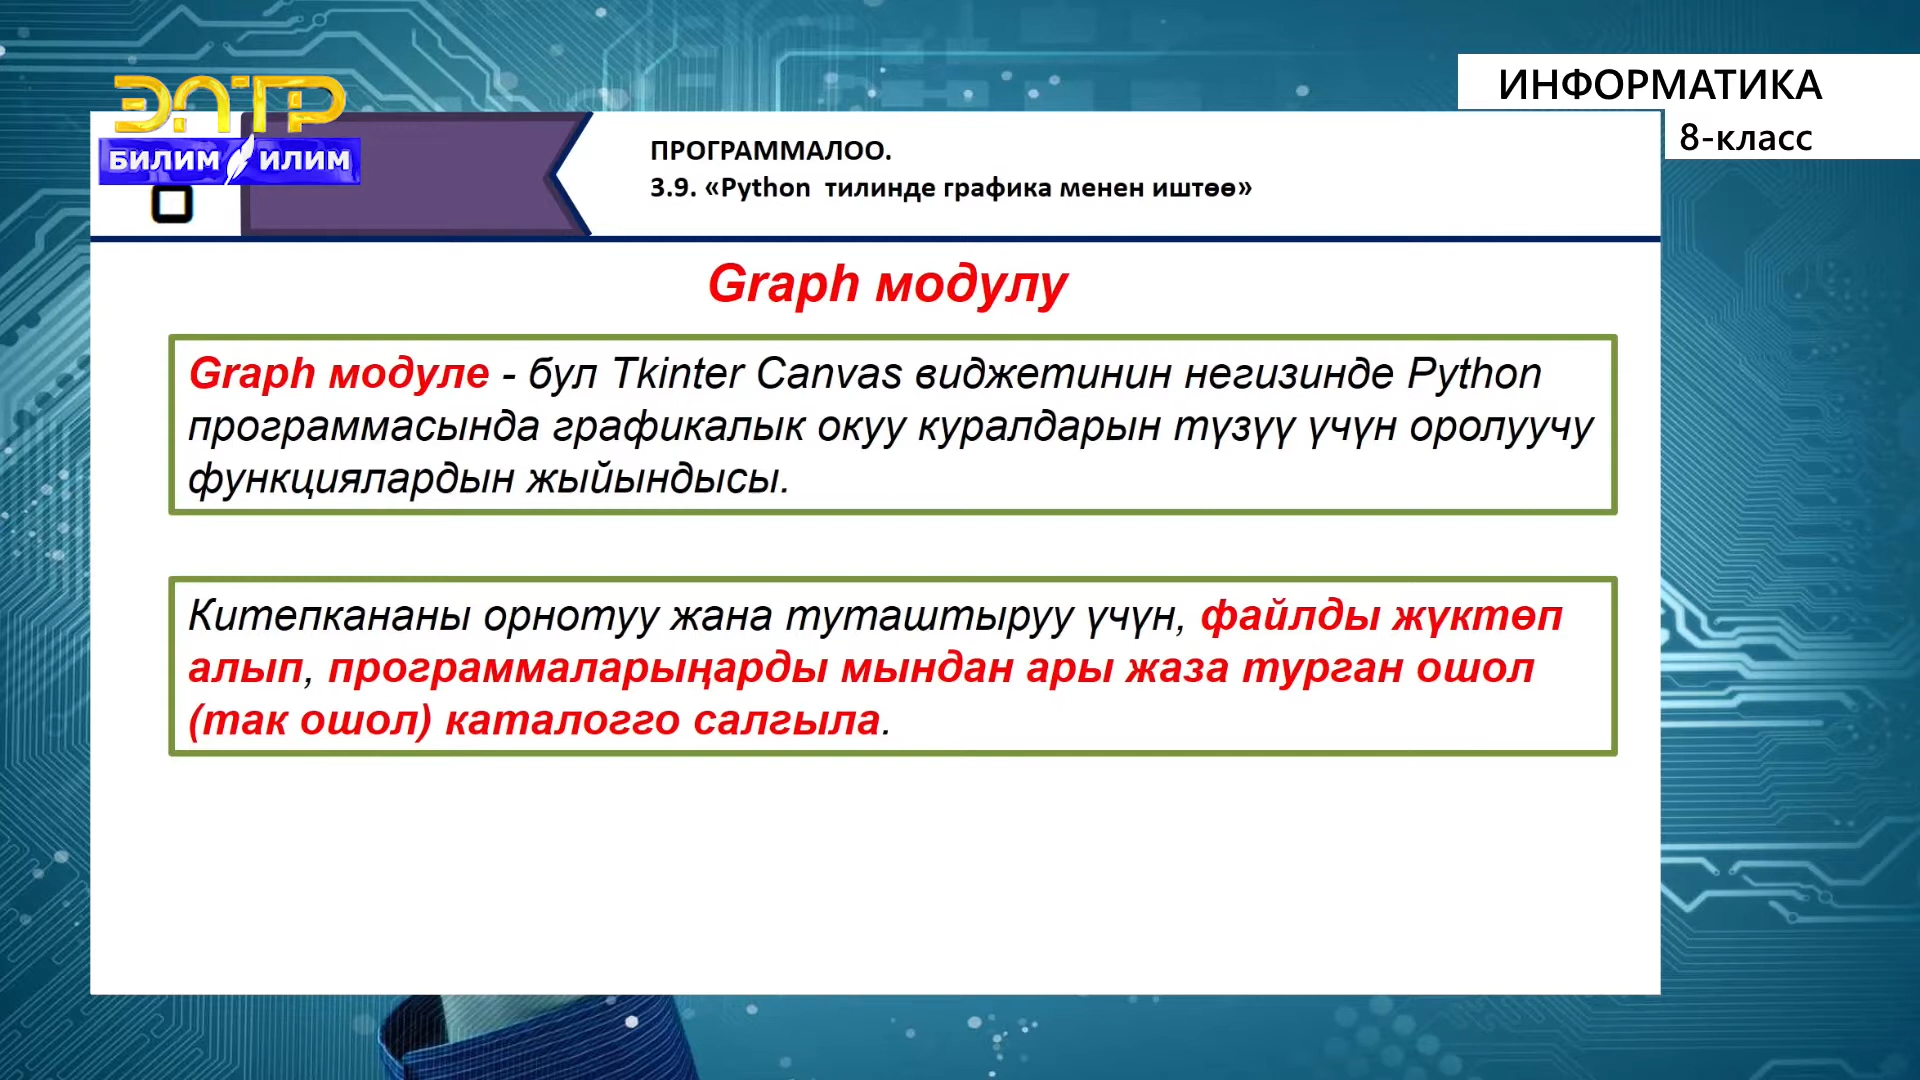 ИНФОРМАТИКА
8-класс
ЭЛТР
БИЛИМ ИЛИМ
ПРОГРАММАЛОО.
3.9. «Python тилинде графика менен иштөө»
Graph модулу
Graph модуле - бул Tkinter Canvas виджетинин негизинде Python
программасында графикалык окуу куралдарын түзүү үчүн оролуучу
функциялардын жыйындысы.
Китепкананы орнотуу жана туташтыруу үчүн, файлды жүктөп
алып, программаларыңарды мындан ары жаза турган ошол
(так ошол) каталогго салгыла.